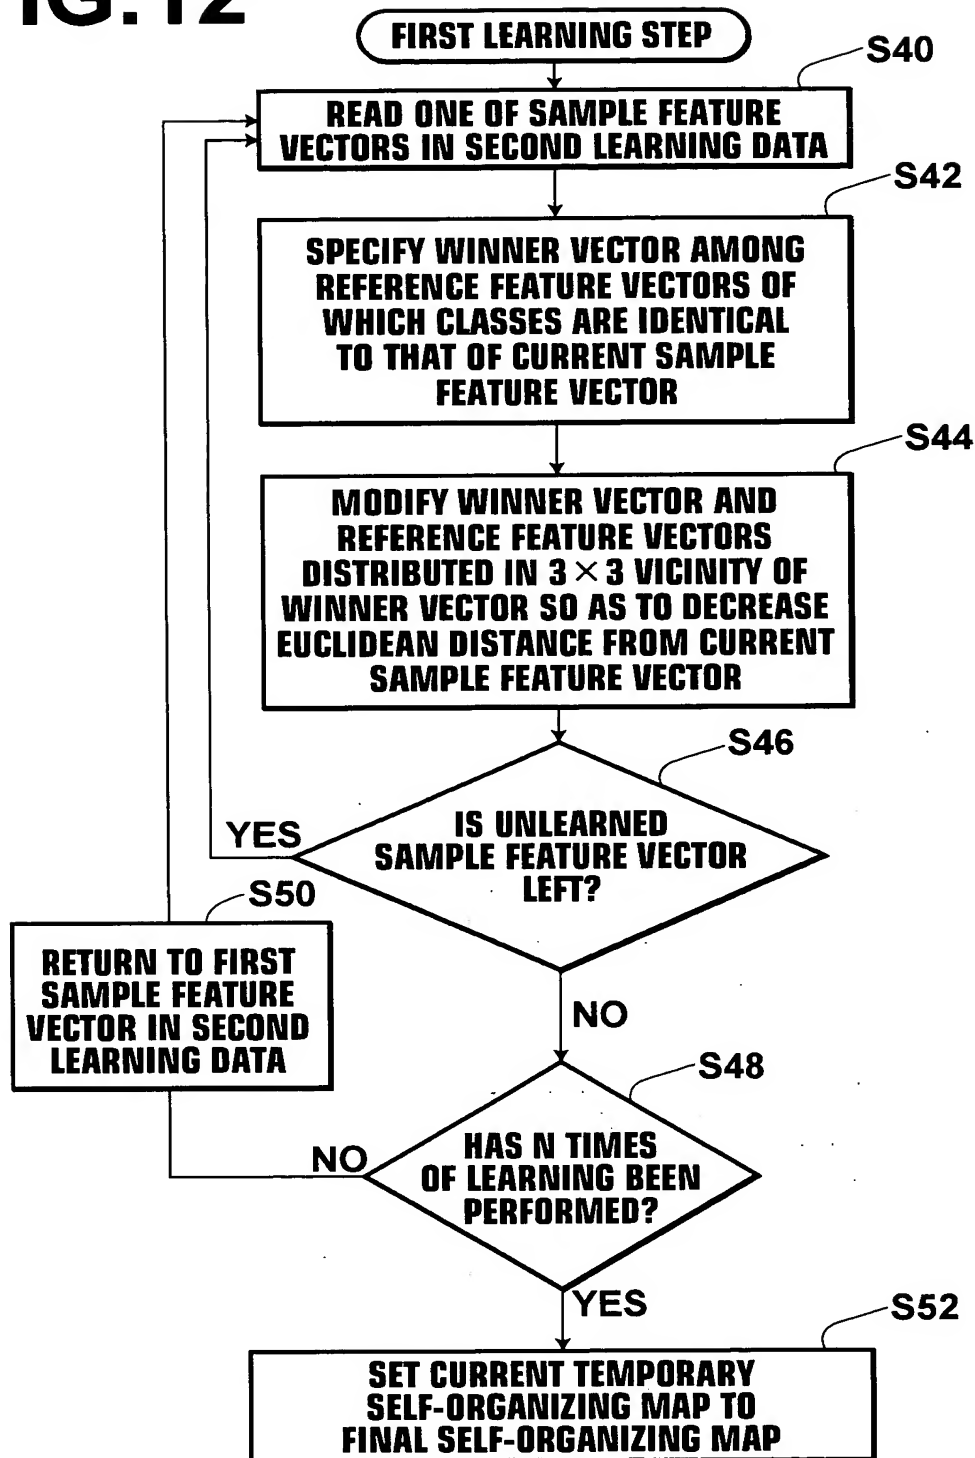 IG.12
FIRST LEARNING STEP
S40
READ ONE OF SAMPLE FEATURE
VECTORS IN SECOND LEARNING DATA
S42
SPECIFY WINNER VECTOR AMONG
REFERENCE FEATURE VECTORS OF
WHICH CLASSES ARE IDENTICAL
TO THAT OF CURRENT SAMPLE
FEATURE VECTOR
S44
MODIFY WINNER VECTOR AND
REFERENCE FEATURE VECTORS
DISTRIBUTED IN 3 × 3 VICINITY OF
WINNER VECTOR SO AS TO DECREASE
EUCLIDEAN DISTANCE FROM CURRENT
SAMPLE FEATURE VECTOR
S46
YES
IS UNLEARNED
SAMPLE FEATURE VECTOR
LEFT?
S50
RETURN TO FIRST
SAMPLE FEATURE
VECTOR IN SECOND
LEARNING DATA
NO
S48
NO
HAS N TIMES
OF LEARNING BEEN
PERFORMED?
YES
S52
SET CURRENT TEMPORARY
SELF-ORGANIZING MAP TO
FINAL SELF-ORGANIZING MAP